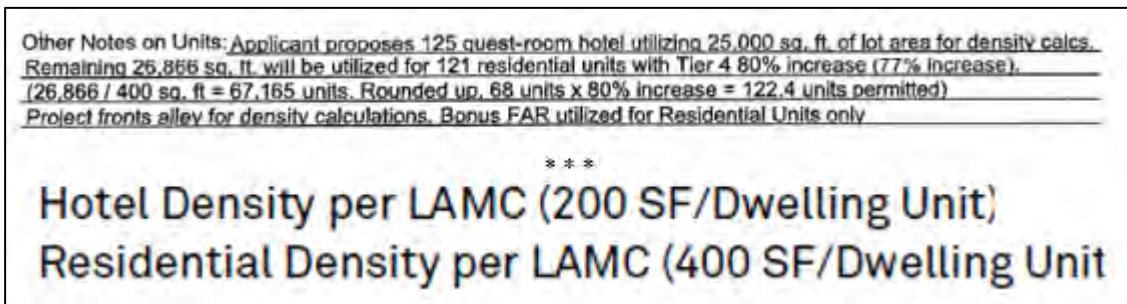 Other Notes on Units: Applicant proposes 125 guest-room hotel utilizing 25,000 sq. ft. of lot area for density calcs.
Remaining 26,866 sq. ft. will be utilized for 121 residential units with Tier 4 80% increase (77% increase).
(26,866 / 400 sq. ft = 67.165 units. Rounded up, 68 units x 80% increase = 122.4 units permitted)
Project fronts alley for density calculations. Bonus FAR utilized for Residential Units only
* * *
Hotel Density per LAMC (200 SF/Dwelling Unit)
Residential Density per LAMC (400 SF/Dwelling Unit